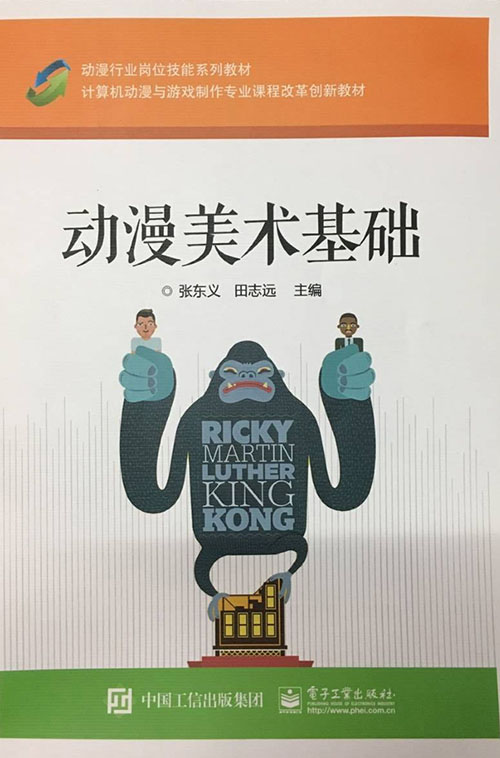 动漫行业岗位技能系列教材
计算机动漫与游戏制作专业课程改革创新教材
动漫美术基础
◎ 张东义 田志远 主编
RICKY
MARTIN
LUTHER
KING
KONG
中国工信出版集团
电子工业出版社
PUBLISHING HOUSE OF ELECTRONICS INDUSTRY
http://www.phei.com.cn